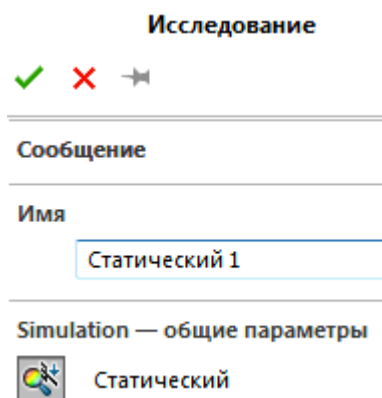 Исследование
Сообщение
Имя
Статический 1
Simulation — общие параметры
Статический